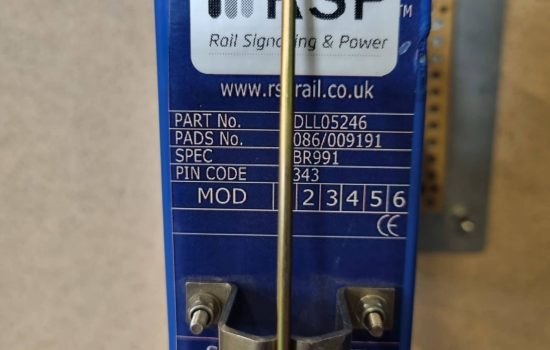 RSP ™
Rail Signalling & Power
PART No. DLL05246
PADS No. 086/009191
SPEC BR991
PIN CODE 343
MOD 2 3 4 5 6
CE